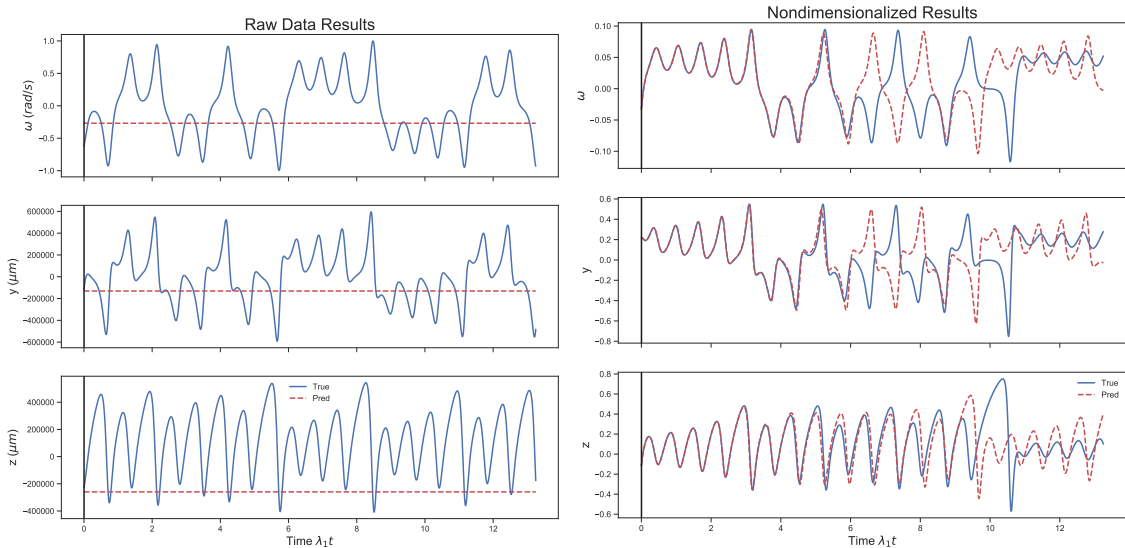 Raw Data Results
1.0
0.5
0.0
−0.5
−1.0
ω (rad/s)
600000
400000
200000
0
−200000
−400000
−600000
y (μm)
400000
200000
0
−200000
−400000
z (μm)
True
Pred
0 2 4 6 8 10 12
Time λ₁t
Nondimensionalized Results
0.10
0.05
0.00
−0.05
−0.10
ω
0.6
0.4
0.2
0.0
−0.2
−0.4
−0.6
−0.8
y
0.8
0.6
0.4
0.2
0.0
−0.2
−0.4
−0.6
z
True
Pred
0 2 4 6 8 10 12
Time λ₁t